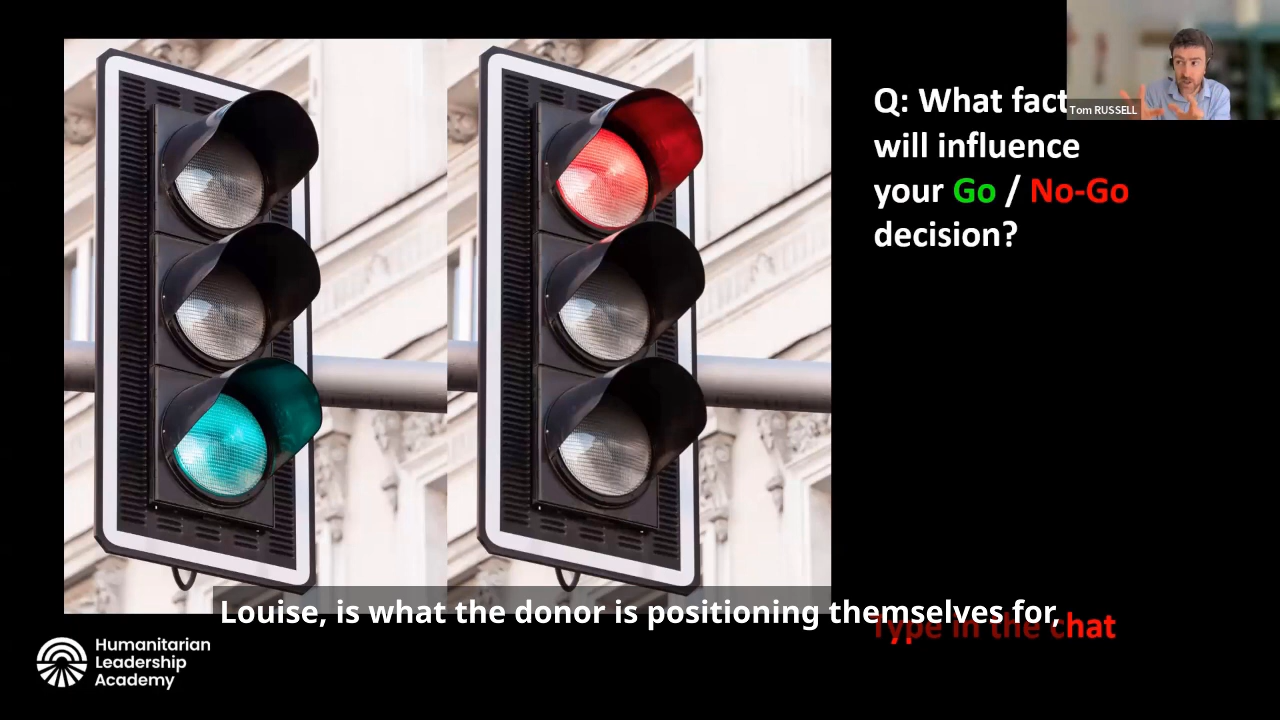 Q: What fact
will influence
your Go / No-Go
decision?
Tom RUSSELL
Louise, is what the donor is positioning themselves for,
Type in the chat
Humanitarian
Leadership
Academy